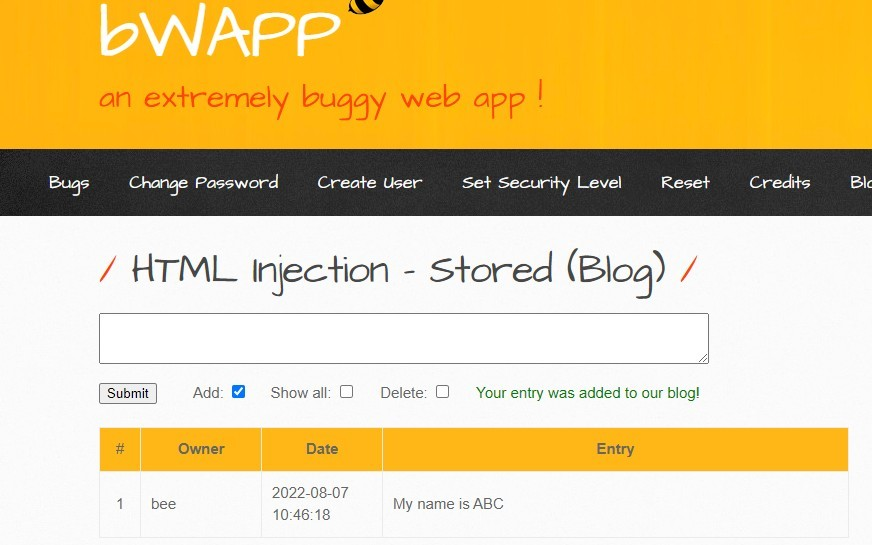 bWAPP
an extremely buggy web app !
Bugs Change Password Create User Set Security Level Reset Credits Blo
/ HTML Injection - Stored (Blog) /
Submit Add: Show all: Delete: Your entry was added to our blog!
# Owner Date Entry
1 bee 2022-08-07 10:46:18 My name is ABC